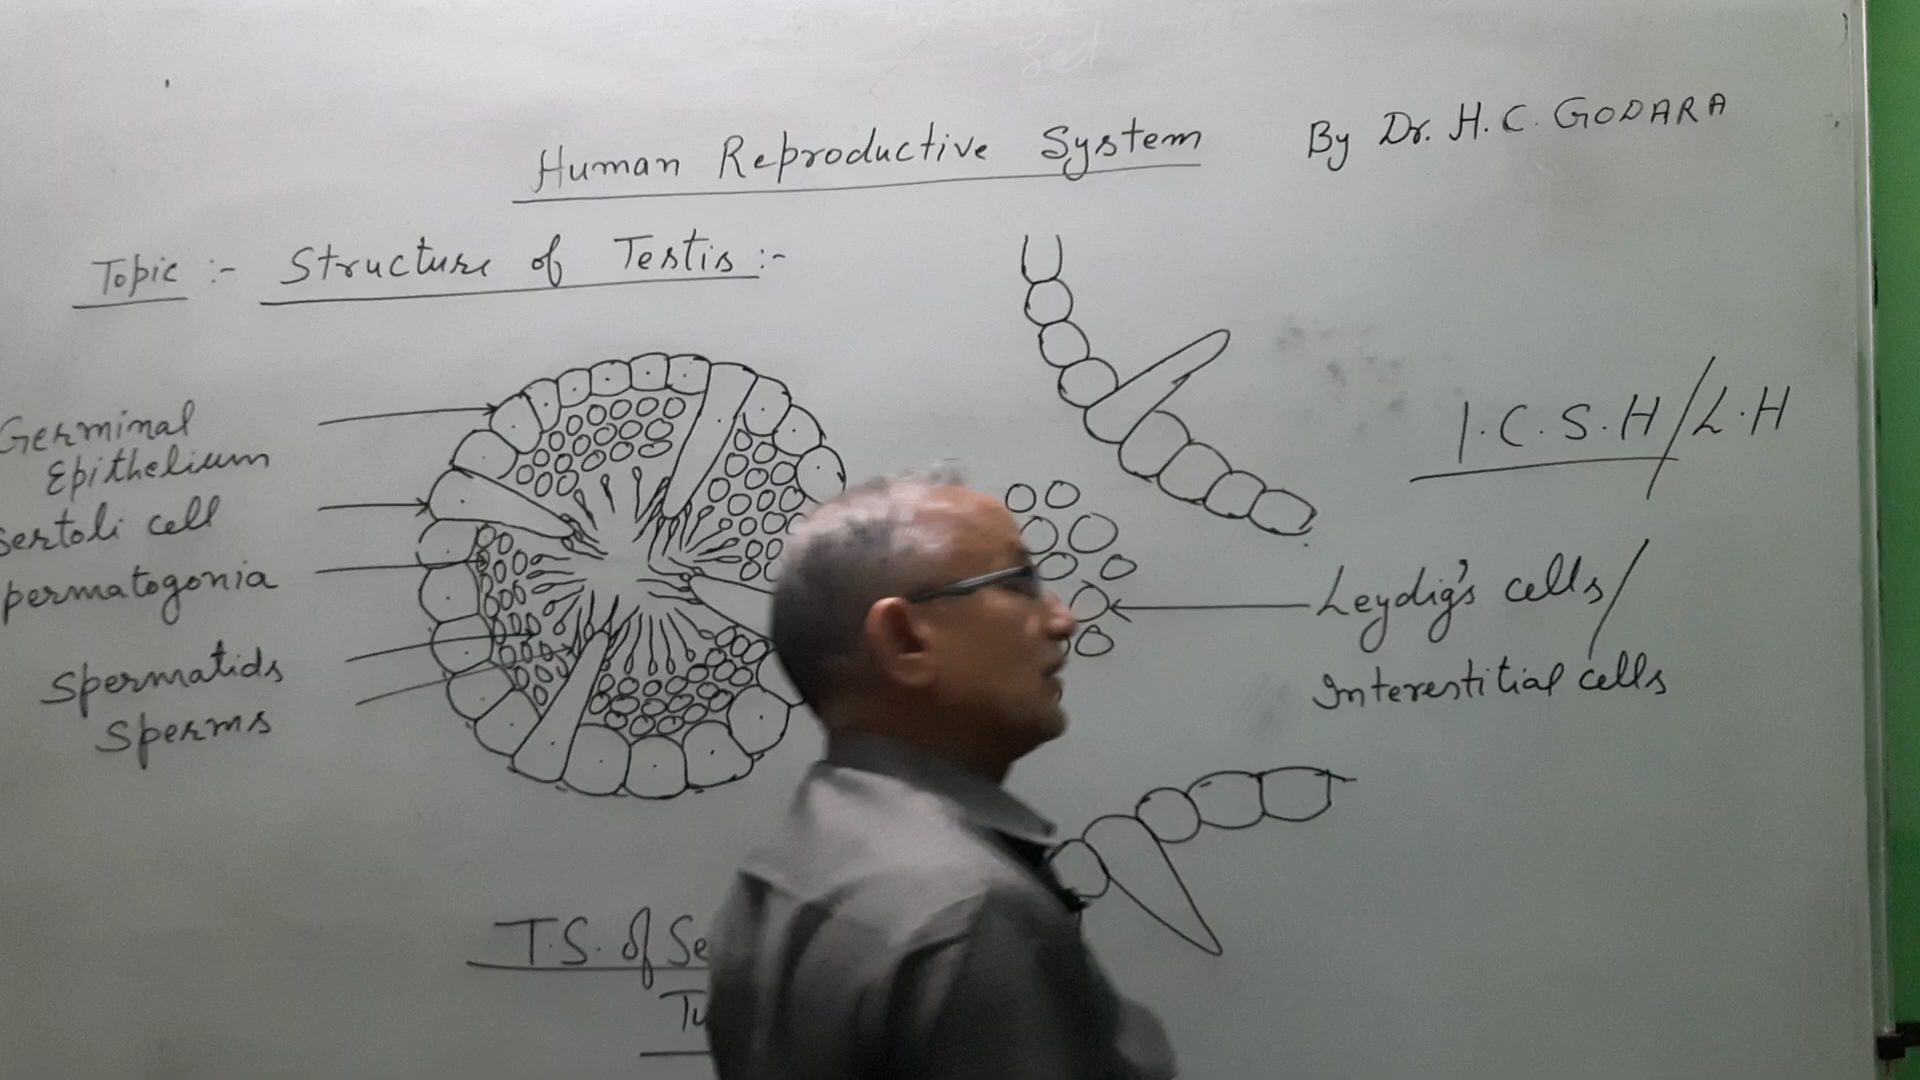 Human Reproductive System By Dr. H. C. GODARA
Topic :- Structure of Testis :-
Germinal
Epithelium
Sertoli cell
permatogonia
Spermatids
Sperms
I.C.S.H/L.H
Leydig's cells/
Interestitial cells
T.S. of Se
Tu